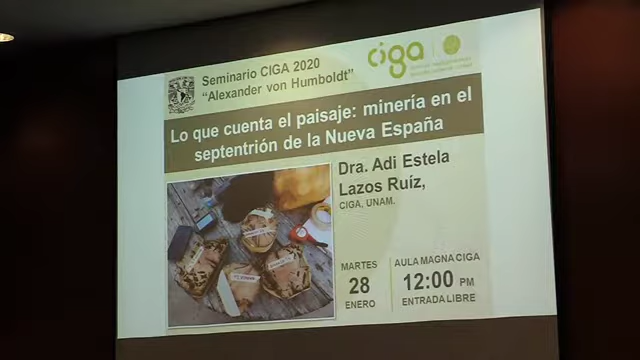 Seminario CIGA 2020
"Alexander von Humboldt"
ciga
Lo que cuenta el paisaje: minería en el
septentrión de la Nueva España
Dra. Adi Estela
Lazos Ruíz,
CIGA, UNAM.
MARTES
28
ENERO
AULA MAGNA CIGA
12:00 PM
ENTRADA LIBRE